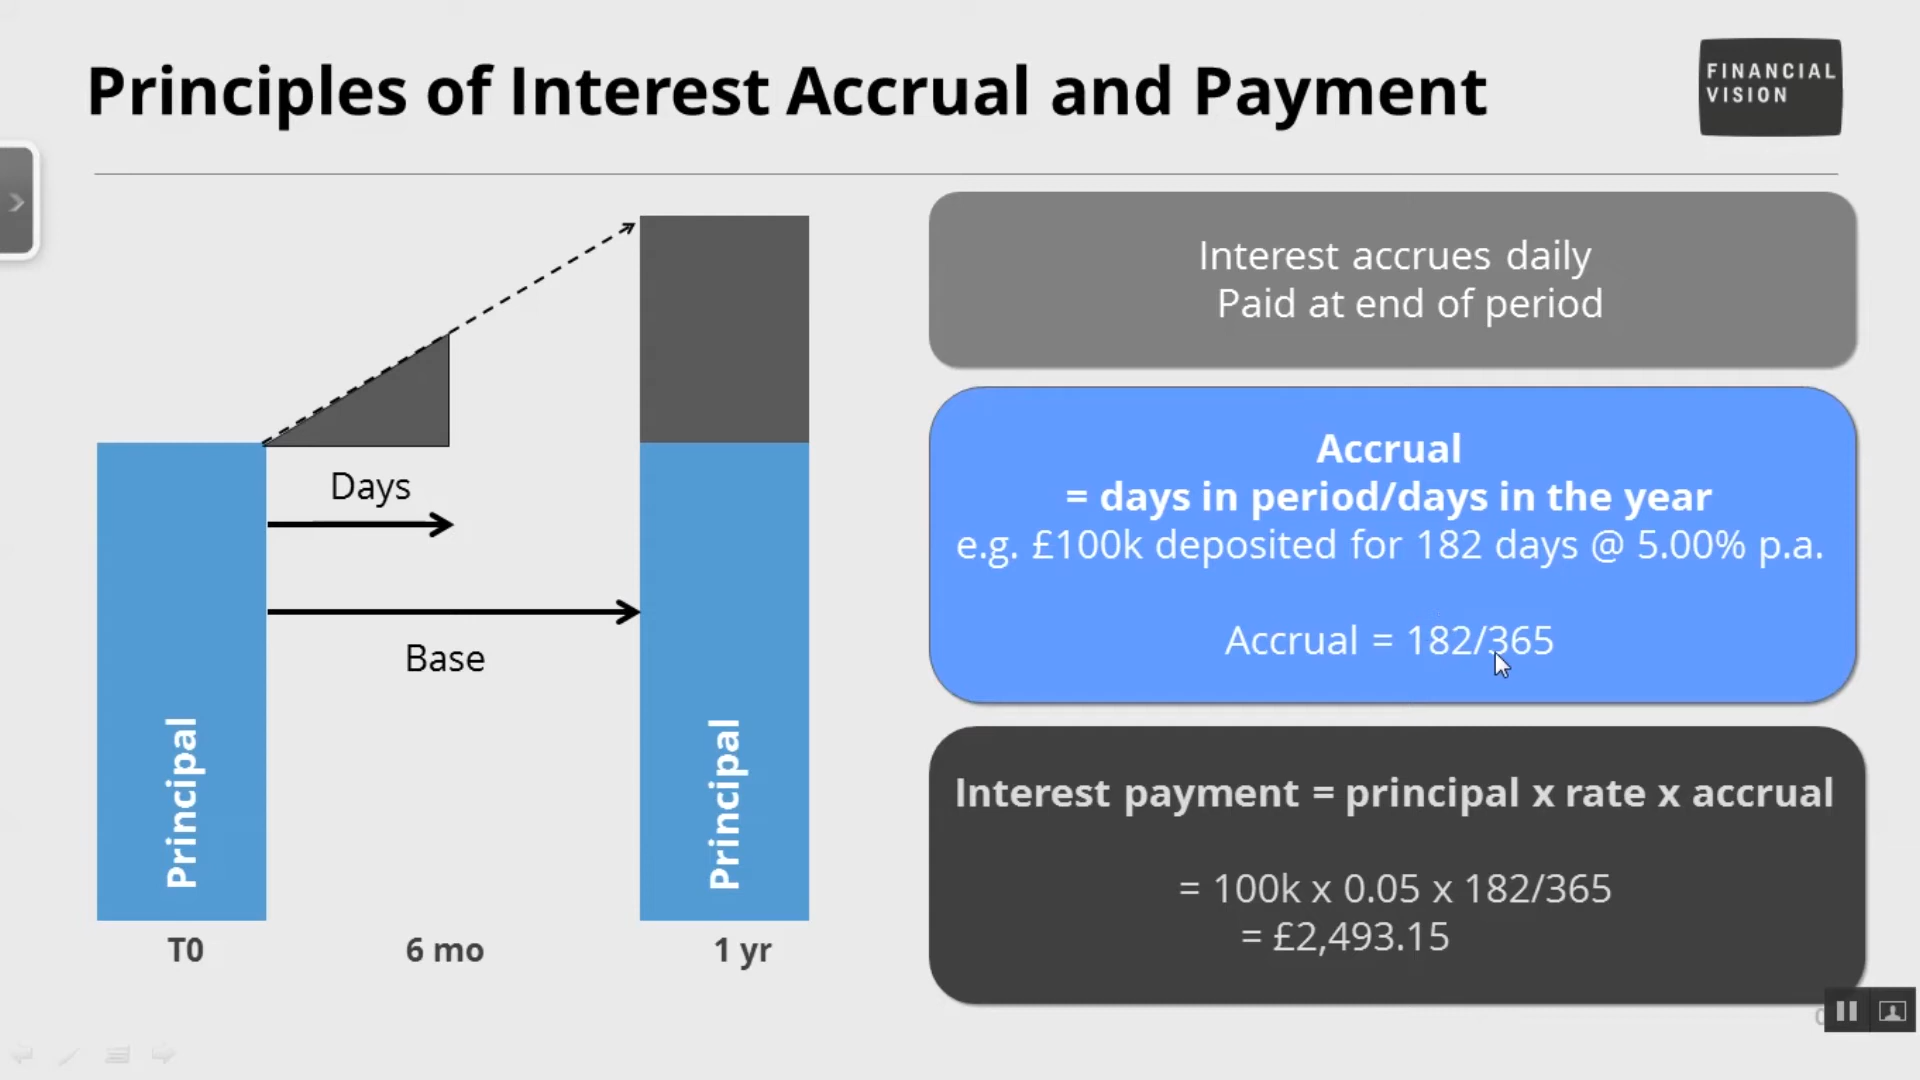 Principles of Interest Accrual and Payment
FINANCIAL
VISION
Interest accrues daily
Paid at end of period
Accrual
= days in period/days in the year
e.g. £100k deposited for 182 days @ 5.00% p.a.
Accrual = 182/365
Interest payment = principal x rate x accrual
= 100k x 0.05 x 182/365
= £2,493.15
Days
Base
Principal
Principal
T0
6 mo
1 yr